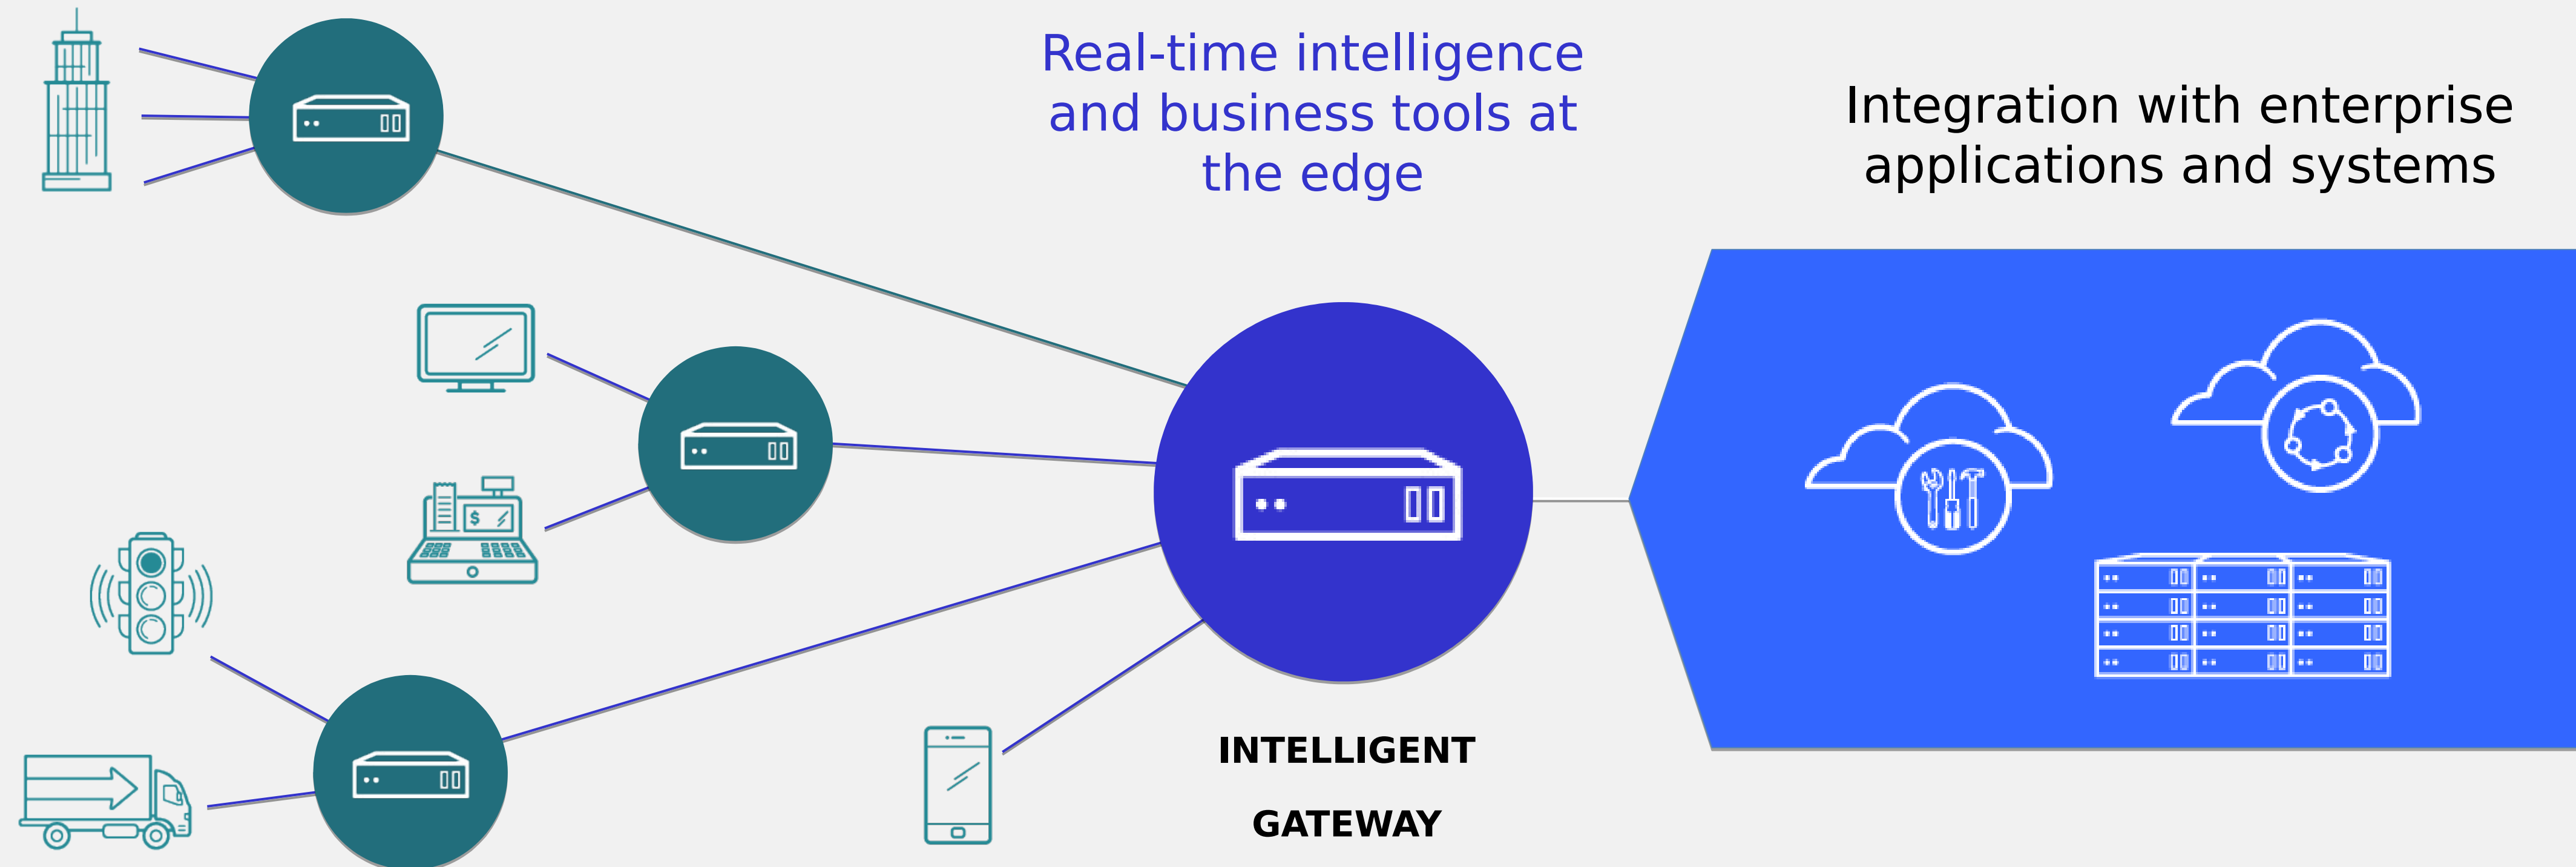 Real-time intelligence
and business tools at
the edge
Integration with enterprise
applications and systems
$
INTELLIGENT
GATEWAY